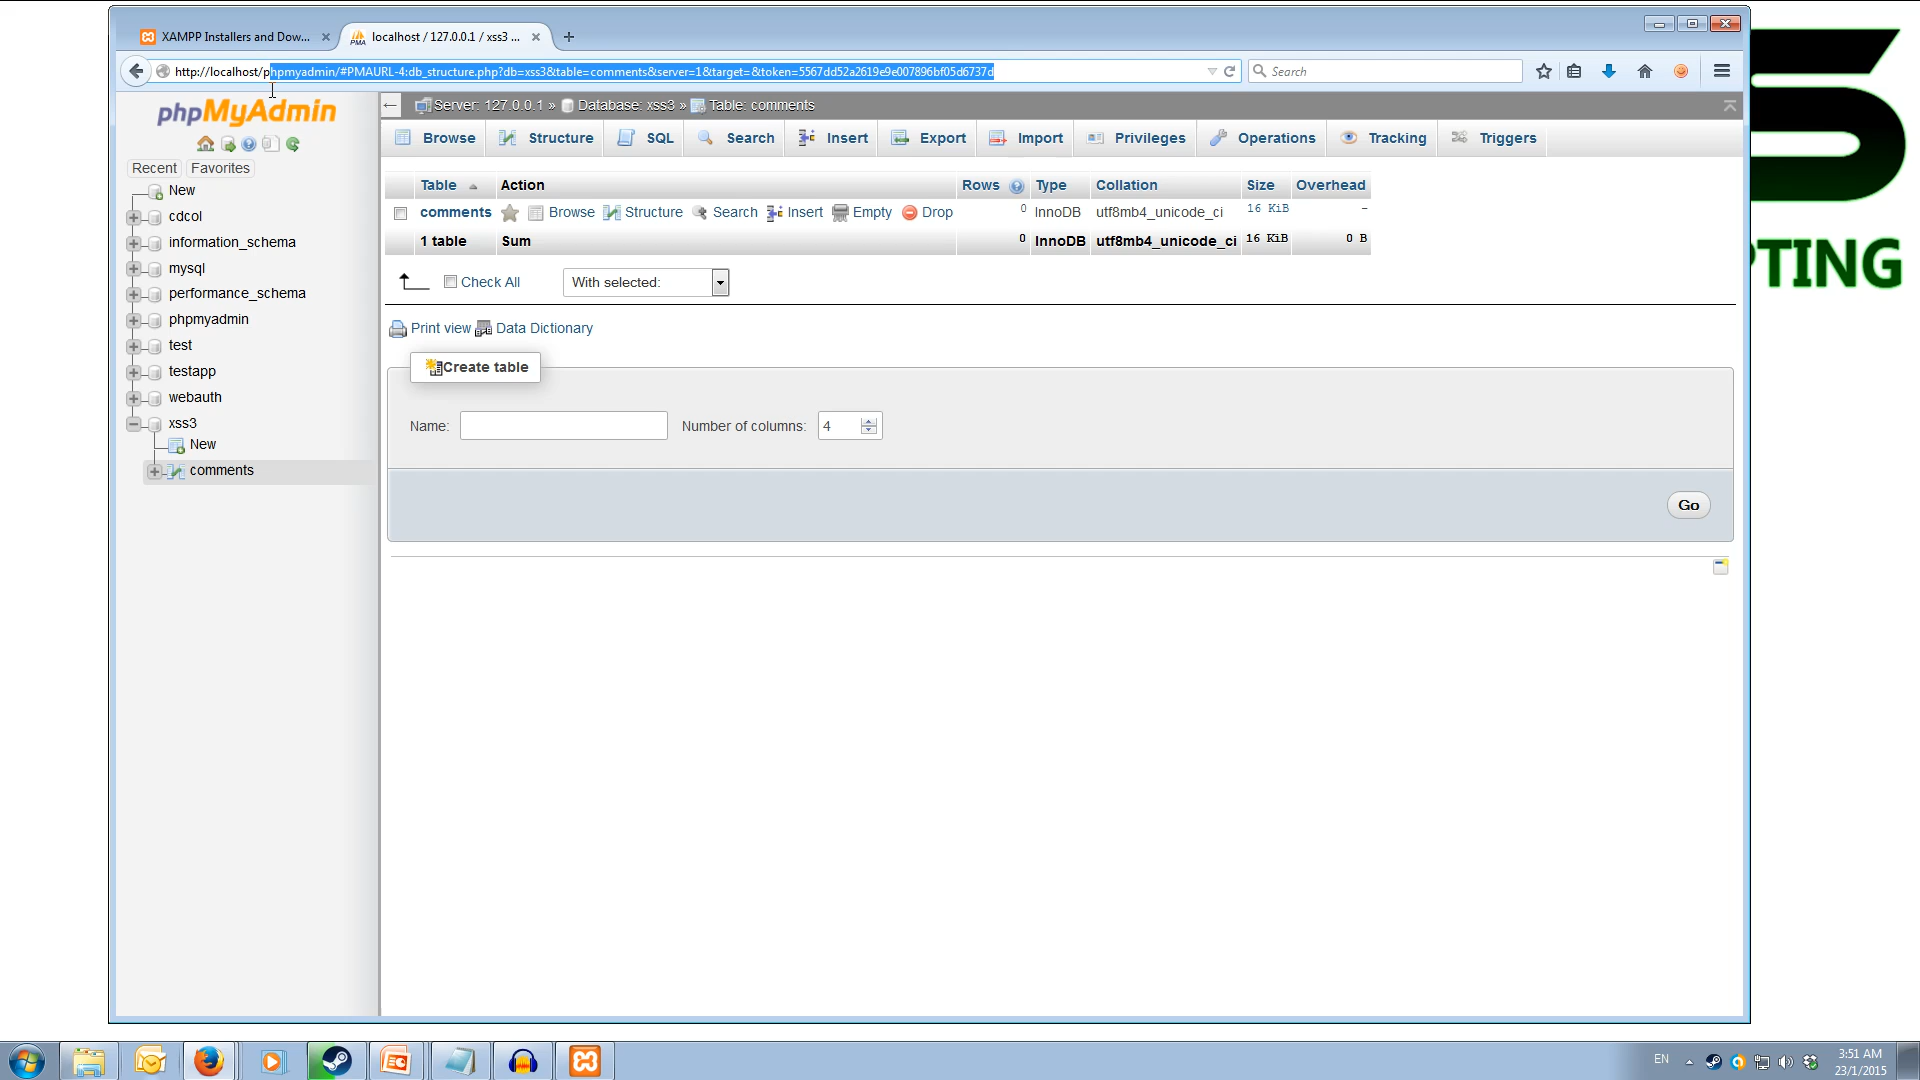 XAMPP Installers and Dow...
localhost / 127.0.0.1 / xss3 ...
http://localhost/phpmyadmin/#PMAURL-4:db_structure.php?db=xss3&table=comments&server=1&target=&token=5567dd52a2619e9e007896bf05d6737d
Search
phpMyAdmin
Recent Favorites
New
cdcol
information_schema
mysql
performance_schema
phpmyadmin
test
testapp
webauth
xss3
New
comments
Server: 127.0.0.1 » Database: xss3 » Table: comments
Browse Structure SQL Search Insert Export Import Privileges Operations Tracking Triggers
Table Action Rows Type Collation Size Overhead
comments Browse Structure Search Insert Empty Drop 0 InnoDB utf8mb4_unicode_ci 16 KiB -
1 table Sum 0 InnoDB utf8mb4_unicode_ci 16 KiB 0 B
Check All With selected:
Print view Data Dictionary
Create table
Name: Number of columns: 4
Go
S
PTING
EN
3:51 AM
23/1/2015